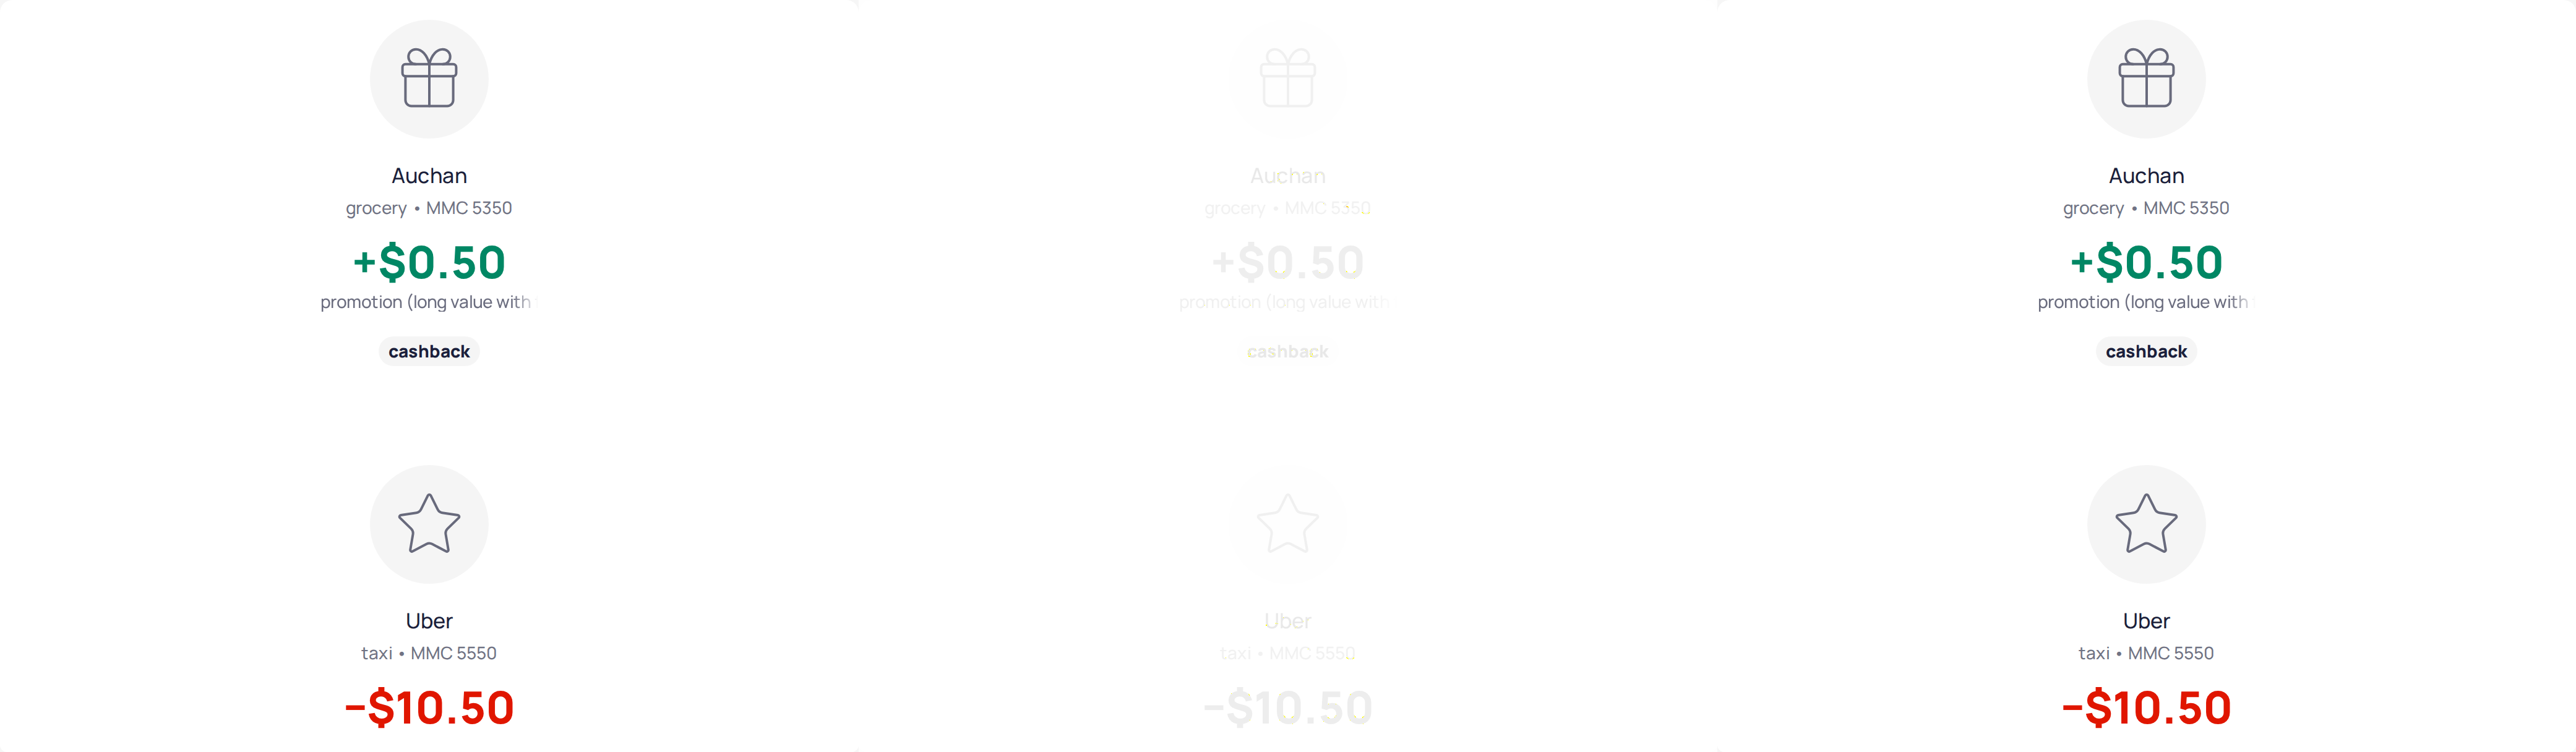 Auchan
grocery • MMC 5350
+$0.50
promotion (long value with
cashback
Uber
taxi • MMC 5550
−$10.50
Auchan
grocery • MMC 5350
+$0.50
promotion (long value with
cashback
Uber
taxi • MMC 5550
−$10.50
Auchan
grocery • MMC 5350
+$0.50
promotion (long value with
cashback
Uber
taxi • MMC 5550
−$10.50